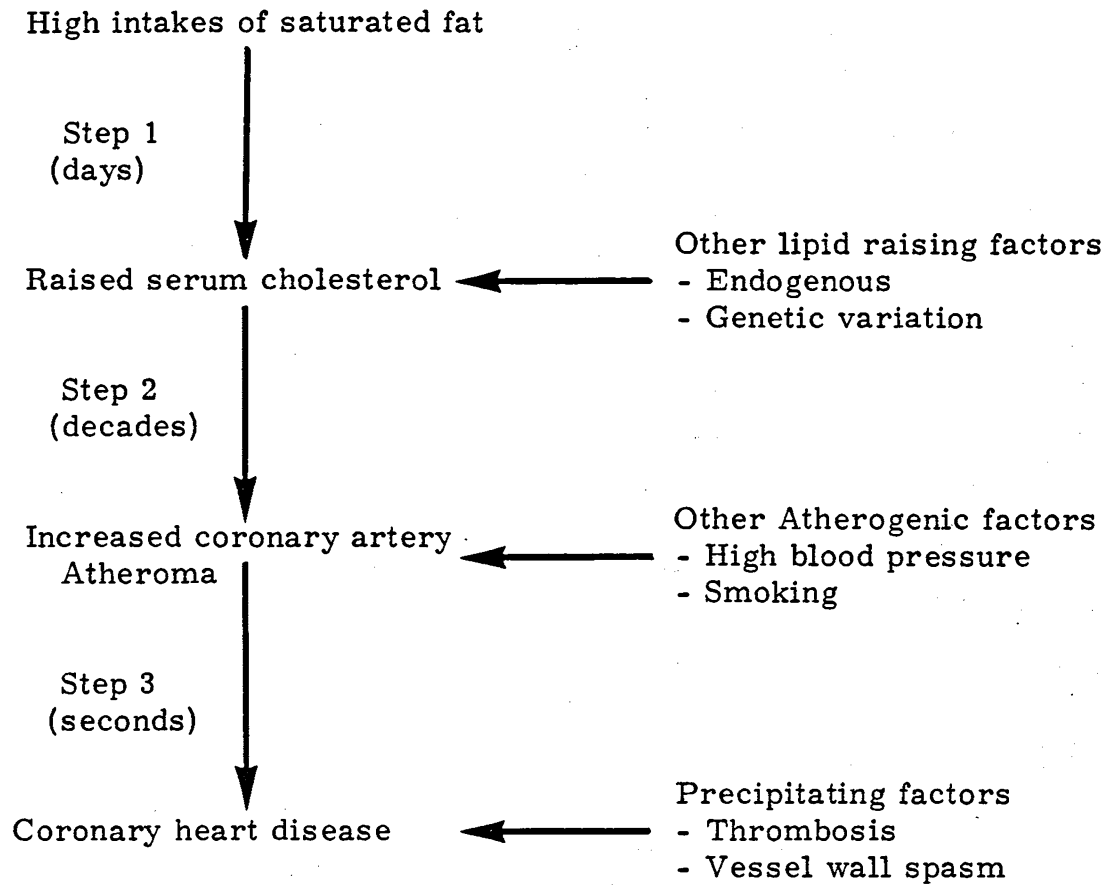 High intakes of saturated fat
Step 1
(days)
Raised serum cholesterol
Other lipid raising factors
- Endogenous
- Genetic variation
Step 2
(decades)
Increased coronary artery
Atheroma
Other Atherogenic factors
- High blood pressure
- Smoking
Step 3
(seconds)
Coronary heart disease
Precipitating factors
- Thrombosis
- Vessel wall spasm